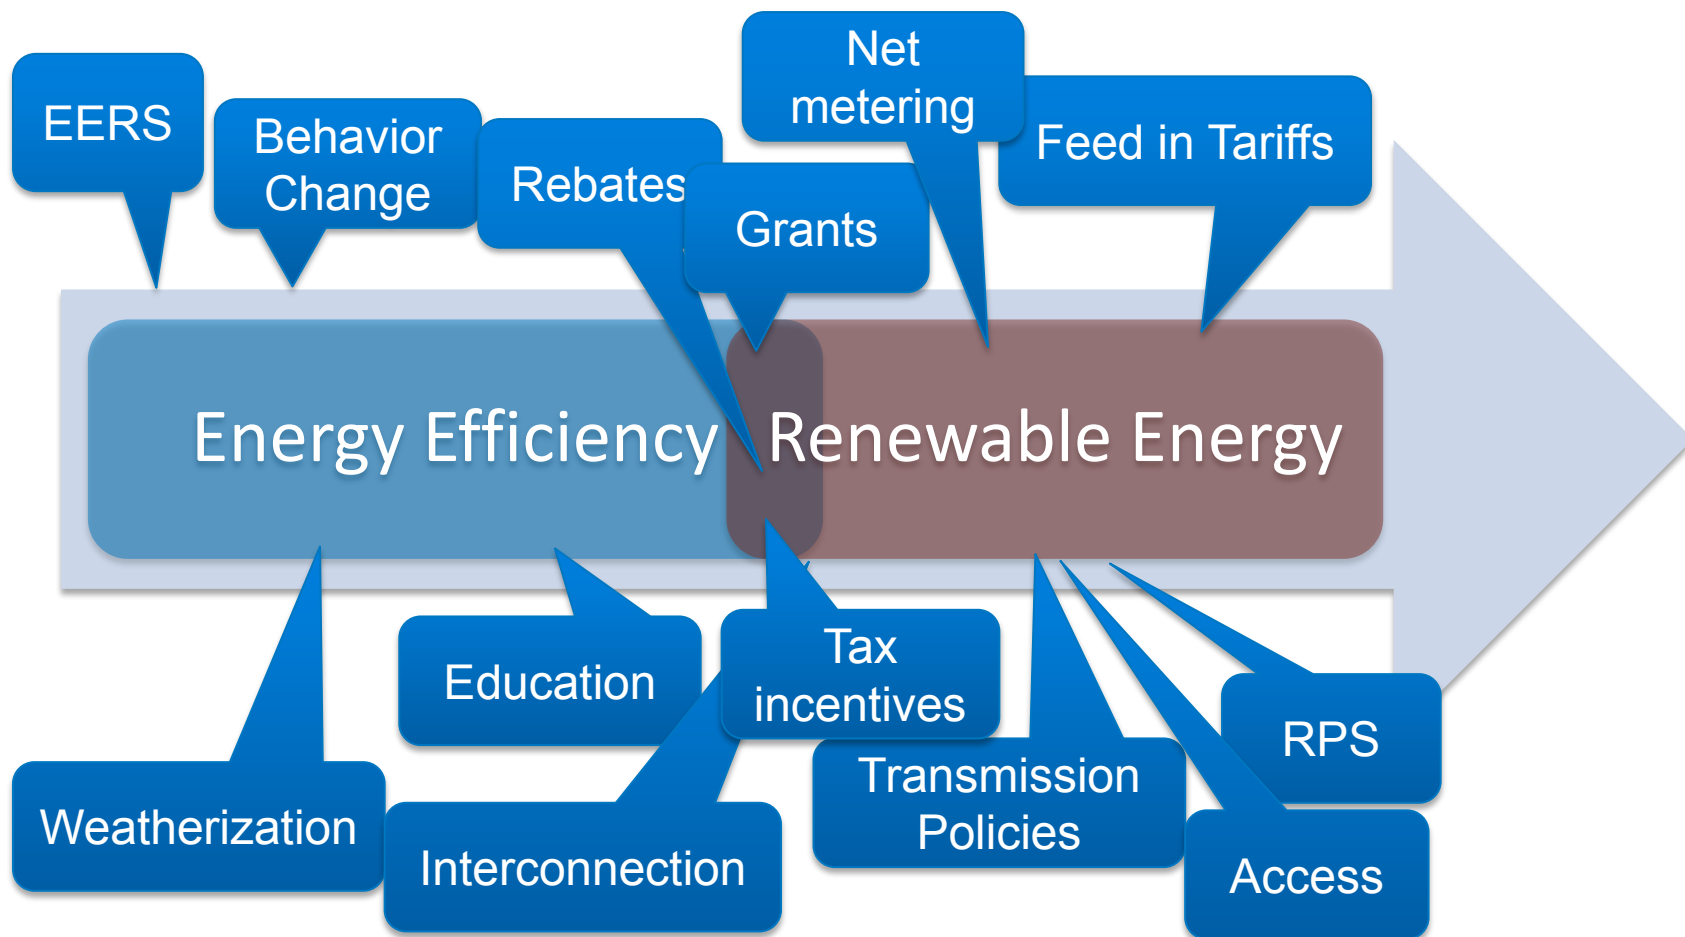 EERS
Behavior
Change
Rebates
Grants
Net
metering
Feed in Tariffs
Energy Efficiency
Renewable Energy
Weatherization
Education
Interconnection
Tax
incentives
Transmission
Policies
RPS
Access